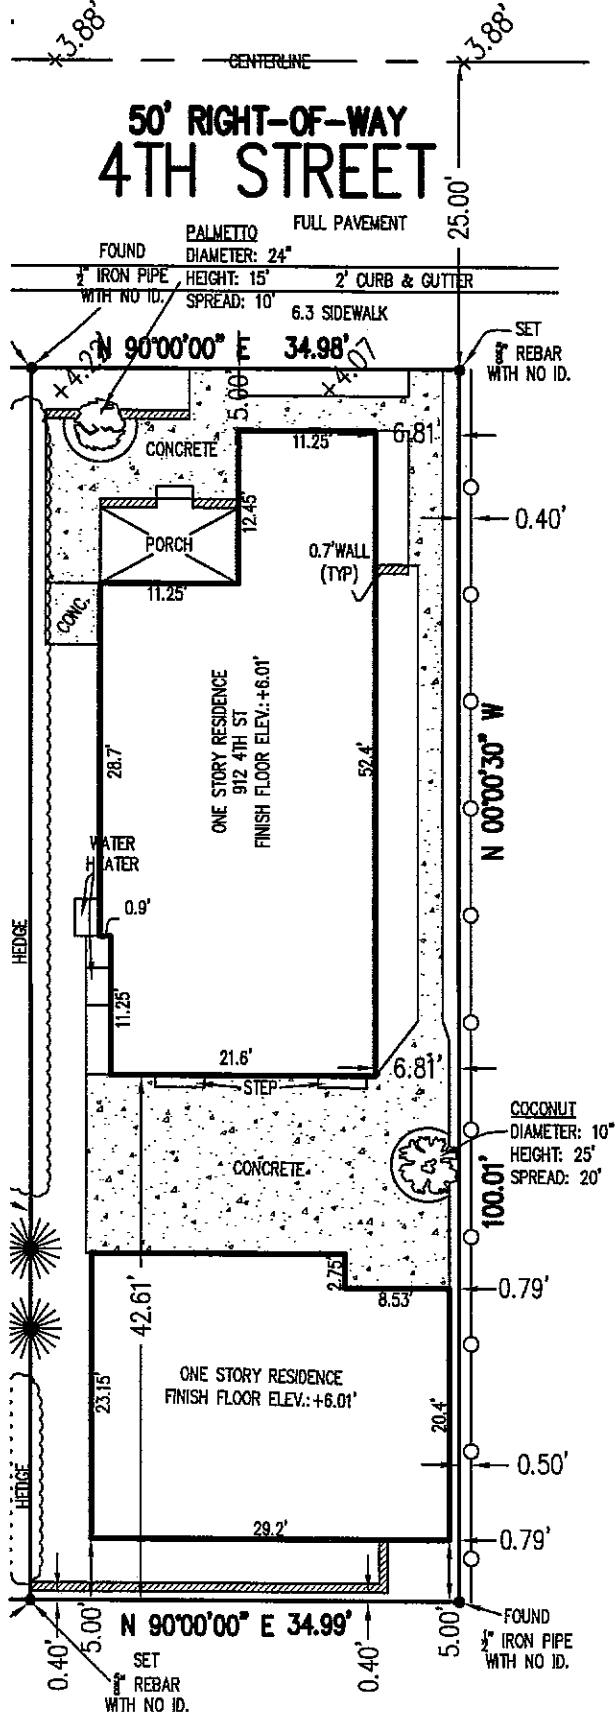 +3.88'
+3.88'
CENTERLINE
50' RIGHT-OF-WAY
4TH STREET
25.00'
FULL PAVEMENT
PALMETTO
DIAMETER: 24"
HEIGHT: 15'
SPREAD: 10'
FOUND
½" IRON PIPE
WITH NO ID.
2' CURB & GUTTER
6.3 SIDEWALK
SET
REBAR
WITH NO ID.
N 90°00'00" E 34.98'
+4.22
+4.07
5.00'
11.25'
6.81
CONCRETE
12.45'
0.40'
PORCH
0.7' WALL
(TYP)
11.25'
CONC.
ONE STORY RESIDENCE
912 4TH ST
FINISH FLOOR ELEV.:+6.01'
28.7'
52.4'
N 00°00'30" W
WATER
HEATER
0.9'
HEDGE
11.25'
21.6'
6.81'
STEP
COCONUT
DIAMETER: 10"
HEIGHT: 25'
SPREAD: 20'
CONCRETE
100.01'
2.75'
8.53'
0.79'
42.61'
ONE STORY RESIDENCE
FINISH FLOOR ELEV.:+6.01'
23.15'
20.4'
HEDGE
0.50'
29.2'
0.79'
N 90°00'00" E 34.99'
0.40'
5.00'
0.40'
5.00'
SET
REBAR
WITH NO ID.
FOUND
½" IRON PIPE
WITH NO ID.